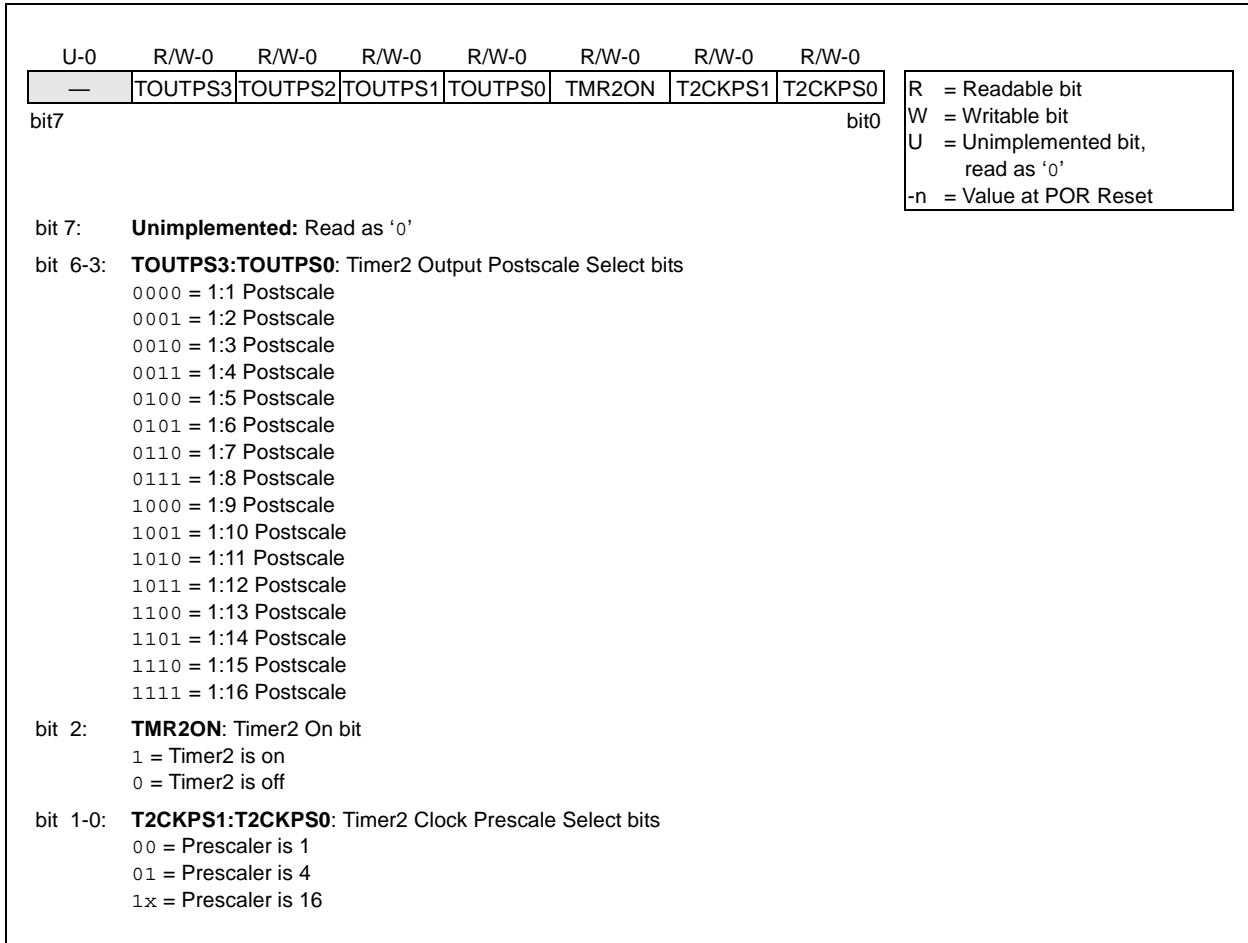 U-0 R/W-0 R/W-0 R/W-0 R/W-0 R/W-0 R/W-0 R/W-0
— TOUTPS3 TOUTPS2 TOUTPS1 TOUTPS0 TMR2ON T2CKPS1 T2CKPS0
bit7 bit0
R = Readable bit
W = Writable bit
U = Unimplemented bit,
read as ‘0’
-n = Value at POR Reset
bit 7: Unimplemented: Read as ‘0’
bit 6-3: TOUTPS3:TOUTPS0: Timer2 Output Postscale Select bits
0000 = 1:1 Postscale
0001 = 1:2 Postscale
0010 = 1:3 Postscale
0011 = 1:4 Postscale
0100 = 1:5 Postscale
0101 = 1:6 Postscale
0110 = 1:7 Postscale
0111 = 1:8 Postscale
1000 = 1:9 Postscale
1001 = 1:10 Postscale
1010 = 1:11 Postscale
1011 = 1:12 Postscale
1100 = 1:13 Postscale
1101 = 1:14 Postscale
1110 = 1:15 Postscale
1111 = 1:16 Postscale
bit 2: TMR2ON: Timer2 On bit
1 = Timer2 is on
0 = Timer2 is off
bit 1-0: T2CKPS1:T2CKPS0: Timer2 Clock Prescale Select bits
00 = Prescaler is 1
01 = Prescaler is 4
1x = Prescaler is 16